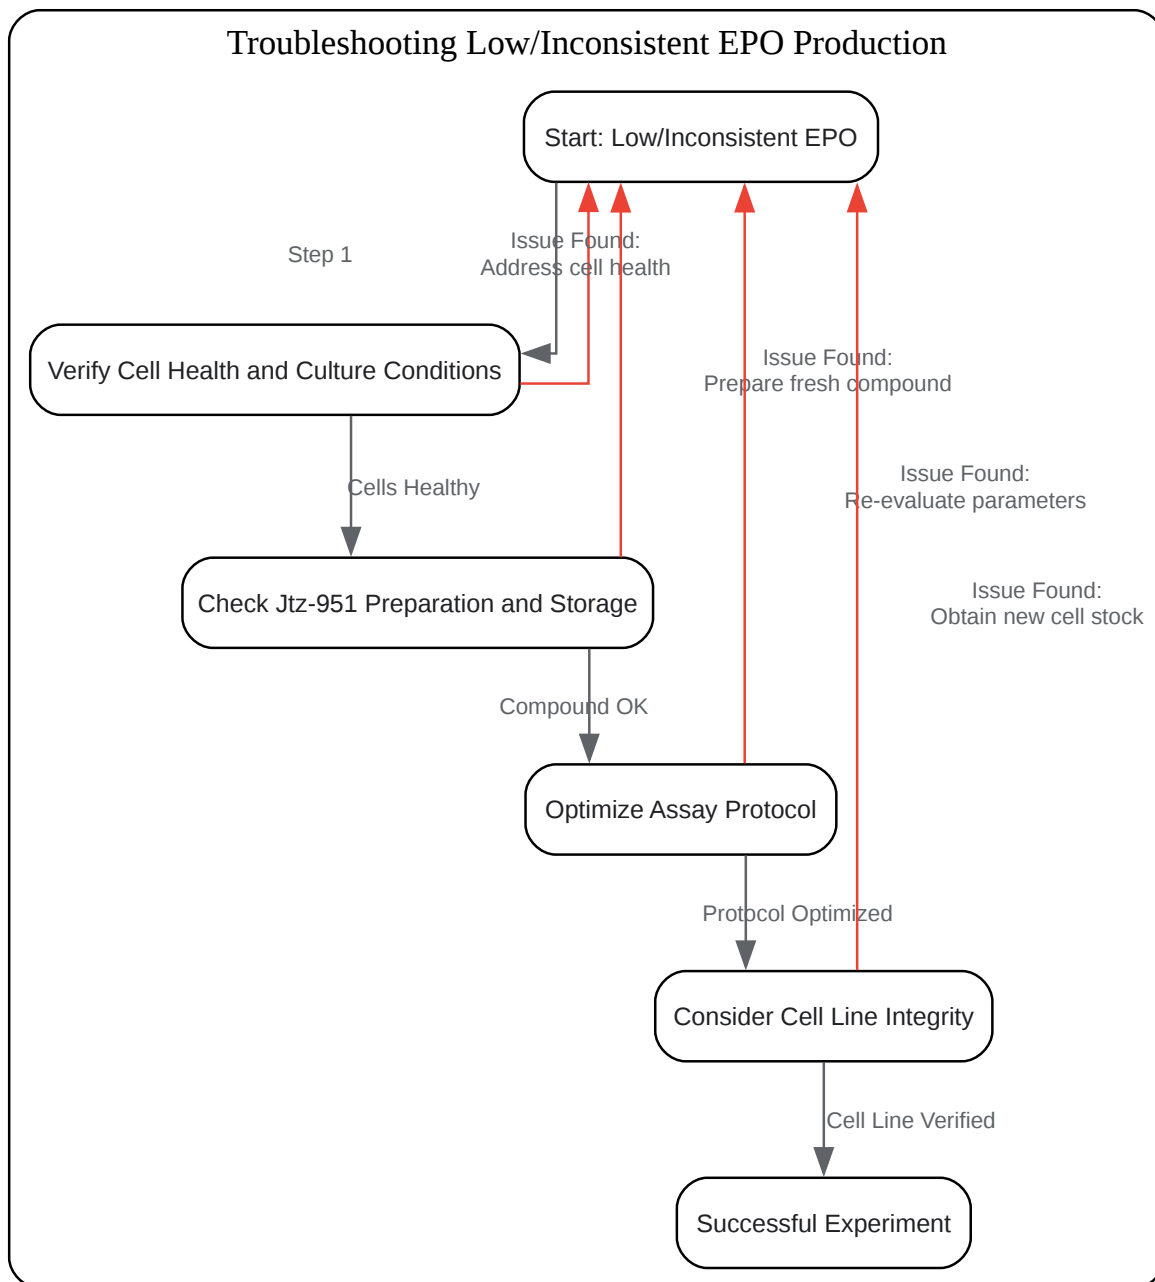 Troubleshooting Low/Inconsistent EPO Production
Start: Low/Inconsistent EPO
Step 1
Issue Found:
Address cell health
Verify Cell Health and Culture Conditions
Issue Found:
Prepare fresh compound
Cells Healthy
Issue Found:
Re-evaluate parameters
Check Jtz-951 Preparation and Storage
Issue Found:
Obtain new cell stock
Compound OK
Optimize Assay Protocol
Protocol Optimized
Consider Cell Line Integrity
Cell Line Verified
Successful Experiment